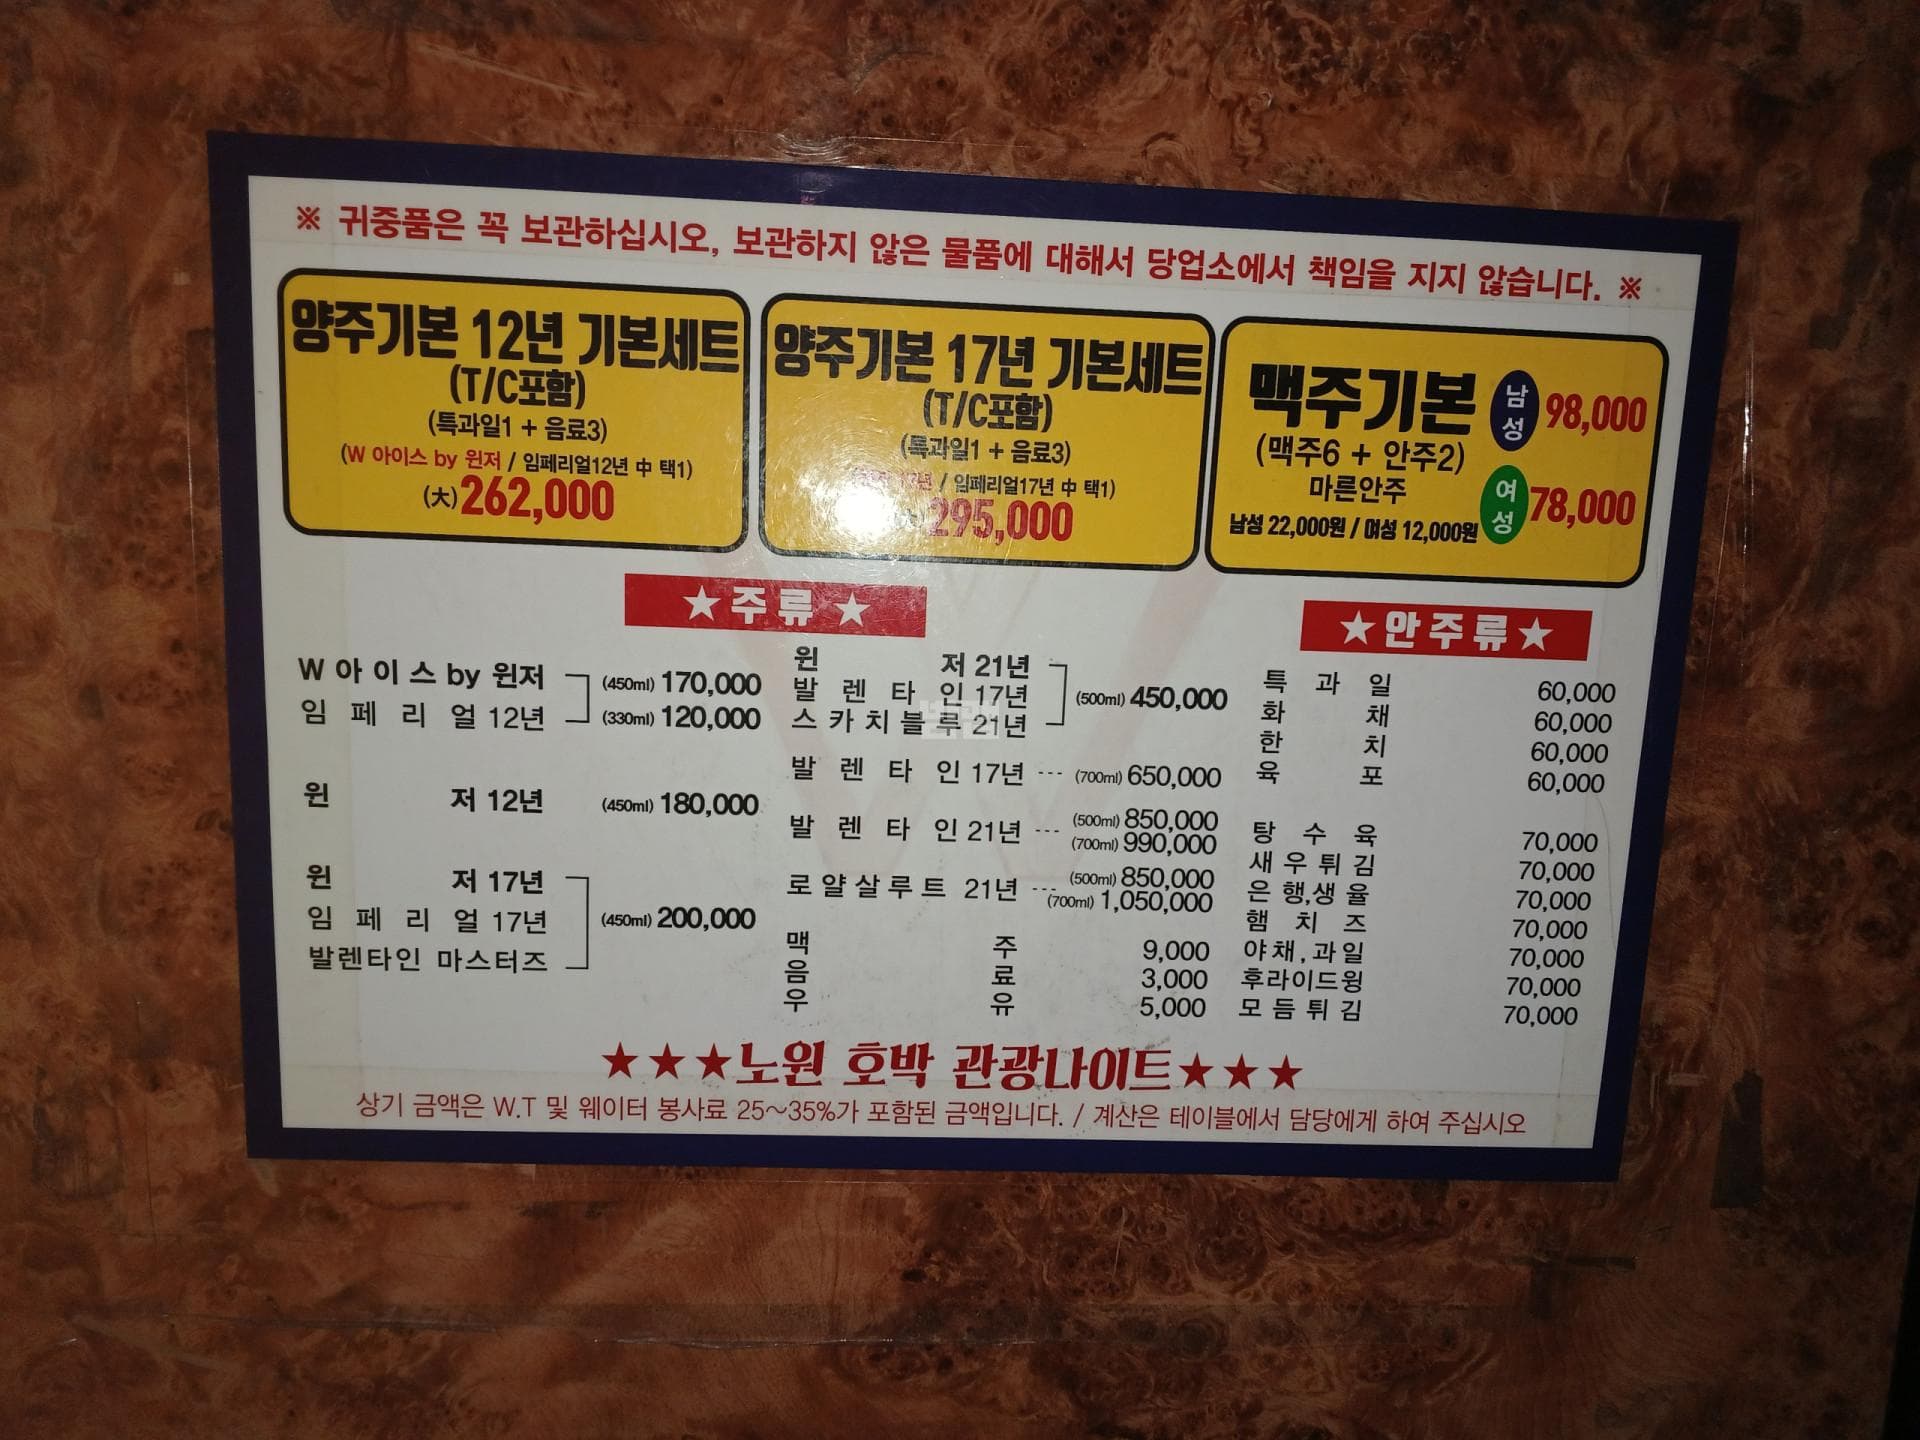 ※ 귀중품은 꼭 보관하십시오, 보관하지 않은 물품에 대해서 당업소에서 책임을 지지 않습니다. ※
양주기본 12년 기본세트
(T/C포함)
(특과일1 + 음료3)
(W 아이스 by 윈저 / 임페리얼12년 中 택1)
(大) 262,000
양주기본 17년 기본세트
(T/C포함)
(특과일1 + 음료3)
17년 / 임페리얼17년 中 택1)
295,000
맥주기본 남성 98,000
(맥주6 + 안주2)
마른안주 여성 78,000
남성 22,000원 / 여성 12,000원
★ 주 류 ★
W 아 이 스 by 윈저 (450ml) 170,000
임 페 리 얼 12년 (330ml) 120,000
윈 저 12년 (450ml) 180,000
윈 저 17년
임 페 리 얼 17년 (450ml) 200,000
발렌타인 마스터즈
윈 저 21년
발 렌 타 인 17년 (500ml) 450,000
스 카 치 블 루 21년
발 렌 타 인 17년 --- (700ml) 650,000
발 렌 타 인 21년 --- (500ml) 850,000
(700ml) 990,000
로 얄 살 루 트 21년 --- (500ml) 850,000
(700ml) 1,050,000
맥 주 9,000
음 료 3,000
우 유 5,000
★ 안 주 류 ★
특 과 일 60,000
화 채 60,000
한 치 60,000
육 포 60,000
탕 수 육 70,000
새 우 튀 김 70,000
은 행,생 율 70,000
햄 치 즈 70,000
야 채 , 과 일 70,000
후라이드윙 70,000
모 듬 튀 김 70,000
★★★노원 호박 관광나이트★★★
상기 금액은 W.T 및 웨이터 봉사료 25~35%가 포함된 금액입니다. / 계산은 테이블에서 담당에게 하여 주십시오